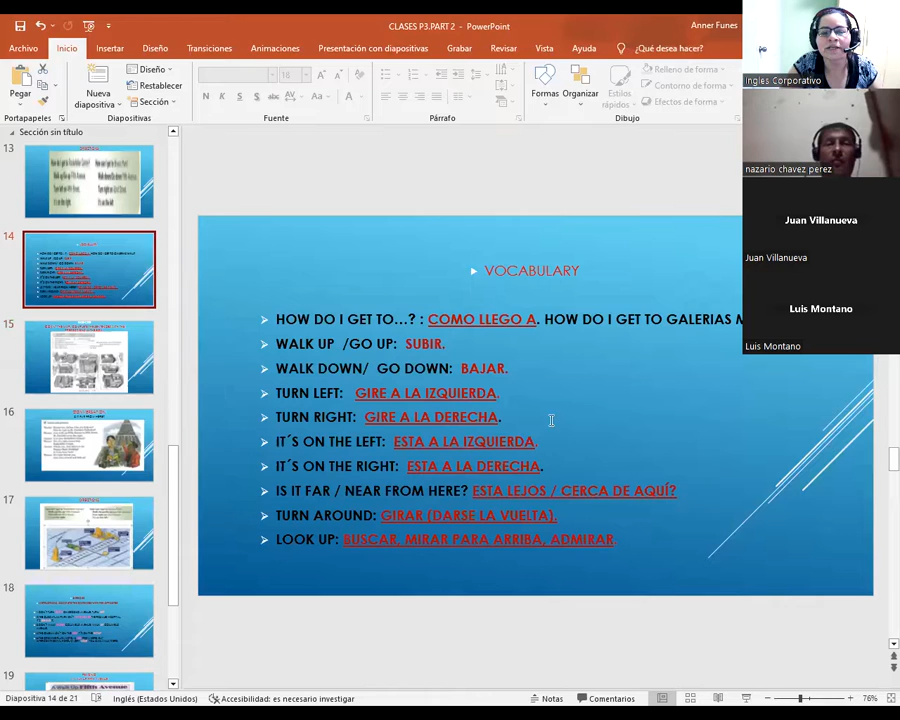 CLASES P3.PART 2 - PowerPoint
Anner Funes
Archivo Inicio Insertar Diseño Transiciones Animaciones Presentación con diapositivas Grabar Revisar Vista Ayuda ¿Qué desea hacer?
Pegar
Nueva diapositiva
Diseño
Restablecer
Sección
18
N K S S abc AV Aa A
Formas
Organizar
Estilos rápidos
Relleno de forma
Contorno de forma
Efectos de forma
Portapapeles Diapositivas Fuente Párrafo Dibujo
Ingles Corporativo
nazario chavez perez
Juan Villanueva
Juan Villanueva
Luis Montano
Luis Montano
Sección sin título
13
14
15
16
17
18
19
VOCABULARY
HOW DO I GET TO...? : COMO LLEGO A. HOW DO I GET TO GALERIAS M
WALK UP /GO UP: SUBIR.
WALK DOWN/ GO DOWN: BAJAR.
TURN LEFT: GIRE A LA IZQUIERDA.
TURN RIGHT: GIRE A LA DERECHA.
IT´S ON THE LEFT: ESTA A LA IZQUIERDA.
IT´S ON THE RIGHT: ESTA A LA DERECHA.
IS IT FAR / NEAR FROM HERE? ESTA LEJOS / CERCA DE AQUÍ?
TURN AROUND: GIRAR (DARSE LA VUELTA).
LOOK UP: BUSCAR, MIRAR PARA ARRIBA, ADMIRAR.
Diapositiva 14 de 21 Inglés (Estados Unidos) Accesibilidad: es necesario investigar Notas Comentarios 76%